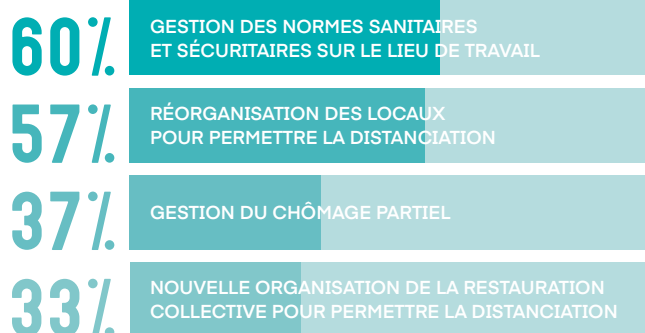 60%
GESTION DES NORMES SANITAIRES
ET SÉCURITAIRES SUR LE LIEU DE TRAVAIL
57%
RÉORGANISATION DES LOCAUX
POUR PERMETTRE LA DISTANCIATION
37%
GESTION DU CHÔMAGE PARTIEL
33%
NOUVELLE ORGANISATION DE LA RESTAURATION
COLLECTIVE POUR PERMETTRE LA DISTANCIATION